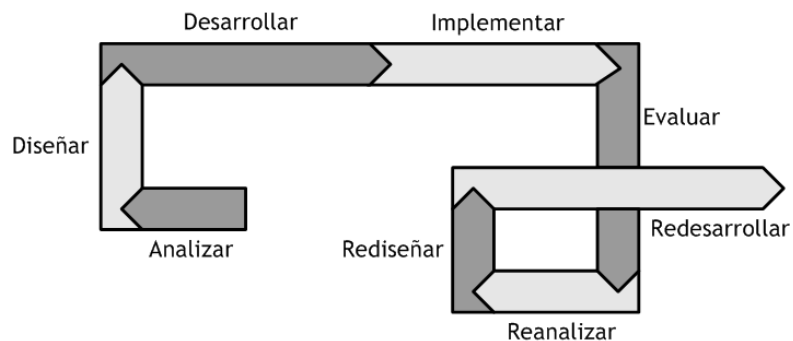 Desarrollar
Implementar
Diseñar
Evaluar
Analizar
Rediseñar
Redesarrollar
Reanalizar